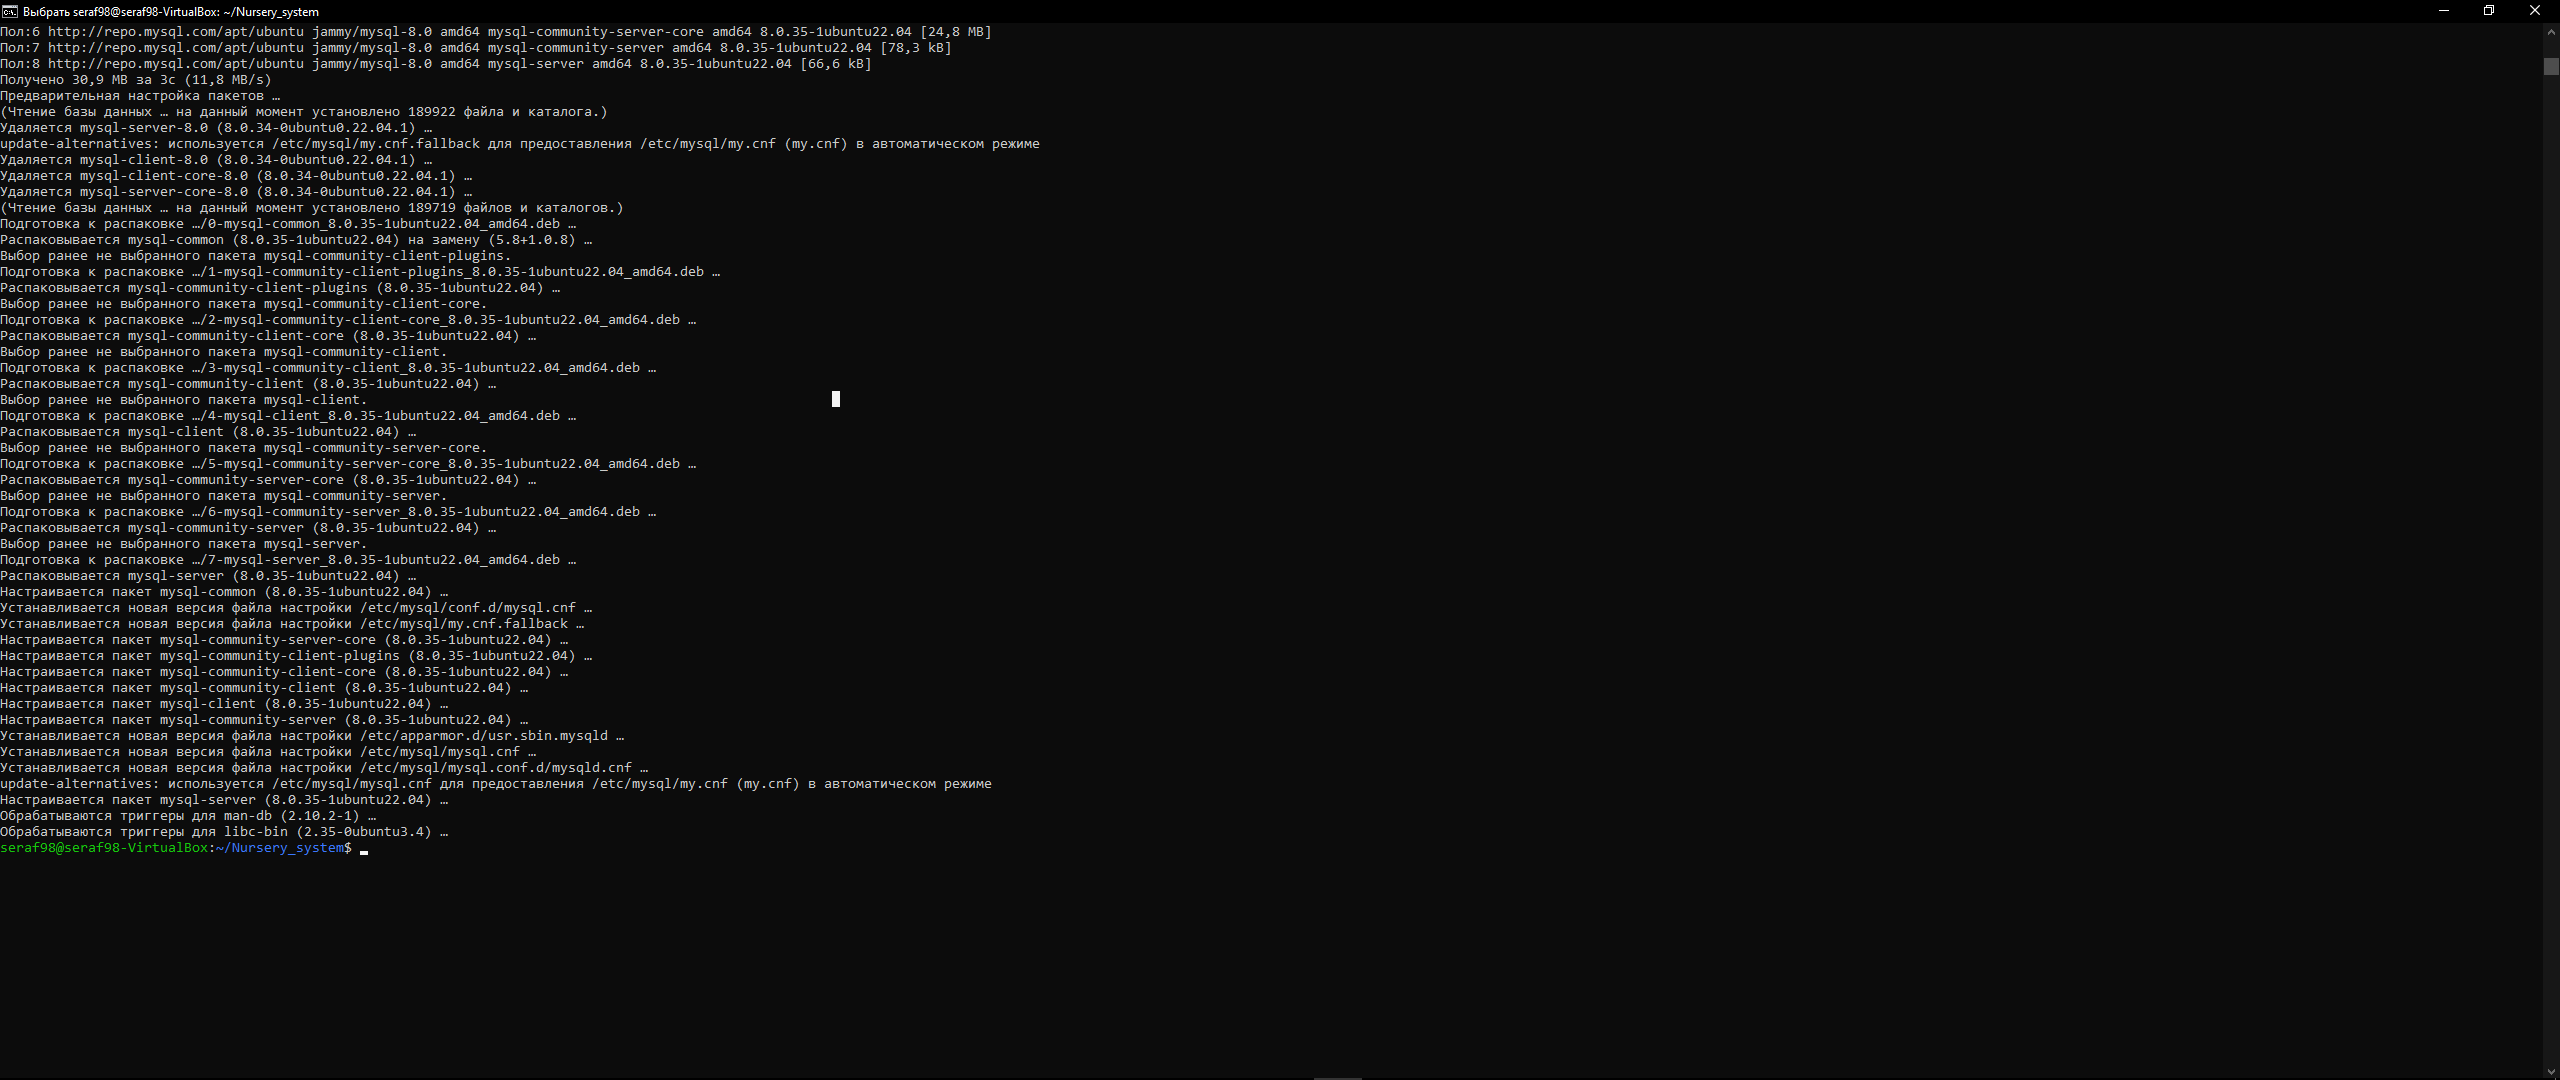 Выбрать seraf98@seraf98-VirtualBox: ~/Nursery_system
Пол:6 http://repo.mysql.com/apt/ubuntu jammy/mysql-8.0 amd64 mysql-community-server-core amd64 8.0.35-1ubuntu22.04 [24,8 MB]
Пол:7 http://repo.mysql.com/apt/ubuntu jammy/mysql-8.0 amd64 mysql-community-server amd64 8.0.35-1ubuntu22.04 [78,3 kB]
Пол:8 http://repo.mysql.com/apt/ubuntu jammy/mysql-8.0 amd64 mysql-server amd64 8.0.35-1ubuntu22.04 [66,6 kB]
Получено 30,9 MB за 3с (11,8 MB/s)
Предварительная настройка пакетов …
(Чтение базы данных … на данный момент установлено 189922 файла и каталога.)
Удаляется mysql-server-8.0 (8.0.34-0ubuntu0.22.04.1) …
update-alternatives: используется /etc/mysql/my.cnf.fallback для предоставления /etc/mysql/my.cnf (my.cnf) в автоматическом режиме
Удаляется mysql-client-8.0 (8.0.34-0ubuntu0.22.04.1) …
Удаляется mysql-client-core-8.0 (8.0.34-0ubuntu0.22.04.1) …
Удаляется mysql-server-core-8.0 (8.0.34-0ubuntu0.22.04.1) …
(Чтение базы данных … на данный момент установлено 189719 файлов и каталогов.)
Подготовка к распаковке …/0-mysql-common_8.0.35-1ubuntu22.04_amd64.deb …
Распаковывается mysql-common (8.0.35-1ubuntu22.04) на замену (5.8+1.0.8) …
Выбор ранее не выбранного пакета mysql-community-client-plugins.
Подготовка к распаковке …/1-mysql-community-client-plugins_8.0.35-1ubuntu22.04_amd64.deb …
Распаковывается mysql-community-client-plugins (8.0.35-1ubuntu22.04) …
Выбор ранее не выбранного пакета mysql-community-client-core.
Подготовка к распаковке …/2-mysql-community-client-core_8.0.35-1ubuntu22.04_amd64.deb …
Распаковывается mysql-community-client-core (8.0.35-1ubuntu22.04) …
Выбор ранее не выбранного пакета mysql-community-client.
Подготовка к распаковке …/3-mysql-community-client_8.0.35-1ubuntu22.04_amd64.deb …
Распаковывается mysql-community-client (8.0.35-1ubuntu22.04) …
Выбор ранее не выбранного пакета mysql-client.
Подготовка к распаковке …/4-mysql-client_8.0.35-1ubuntu22.04_amd64.deb …
Распаковывается mysql-client (8.0.35-1ubuntu22.04) …
Выбор ранее не выбранного пакета mysql-community-server-core.
Подготовка к распаковке …/5-mysql-community-server-core_8.0.35-1ubuntu22.04_amd64.deb …
Распаковывается mysql-community-server-core (8.0.35-1ubuntu22.04) …
Выбор ранее не выбранного пакета mysql-community-server.
Подготовка к распаковке …/6-mysql-community-server_8.0.35-1ubuntu22.04_amd64.deb …
Распаковывается mysql-community-server (8.0.35-1ubuntu22.04) …
Выбор ранее не выбранного пакета mysql-server.
Подготовка к распаковке …/7-mysql-server_8.0.35-1ubuntu22.04_amd64.deb …
Распаковывается mysql-server (8.0.35-1ubuntu22.04) …
Настраивается пакет mysql-common (8.0.35-1ubuntu22.04) …
Устанавливается новая версия файла настройки /etc/mysql/conf.d/mysql.cnf …
Устанавливается новая версия файла настройки /etc/mysql/my.cnf.fallback …
Настраивается пакет mysql-community-server-core (8.0.35-1ubuntu22.04) …
Настраивается пакет mysql-community-client-plugins (8.0.35-1ubuntu22.04) …
Настраивается пакет mysql-community-client-core (8.0.35-1ubuntu22.04) …
Настраивается пакет mysql-community-client (8.0.35-1ubuntu22.04) …
Настраивается пакет mysql-client (8.0.35-1ubuntu22.04) …
Настраивается пакет mysql-community-server (8.0.35-1ubuntu22.04) …
Устанавливается новая версия файла настройки /etc/apparmor.d/usr.sbin.mysqld …
Устанавливается новая версия файла настройки /etc/mysql/mysql.cnf …
Устанавливается новая версия файла настройки /etc/mysql/mysql.conf.d/mysqld.cnf …
update-alternatives: используется /etc/mysql/mysql.cnf для предоставления /etc/mysql/my.cnf (my.cnf) в автоматическом режиме
Настраивается пакет mysql-server (8.0.35-1ubuntu22.04) …
Обрабатываются триггеры для man-db (2.10.2-1) …
Обрабатываются триггеры для libc-bin (2.35-0ubuntu3.4) …
seraf98@seraf98-VirtualBox:~/Nursery_system$